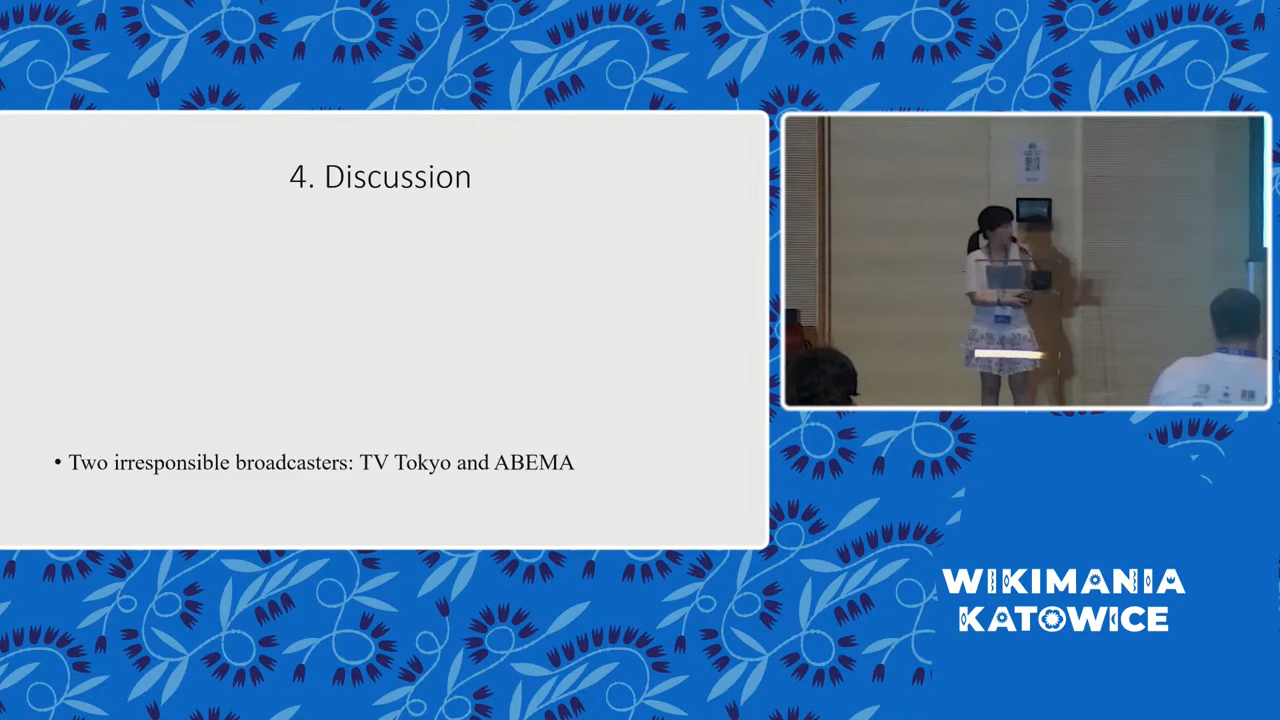 4. Discussion
• Two irresponsible broadcasters: TV Tokyo and ABEMA
WIKIMANIA
KATOWICE